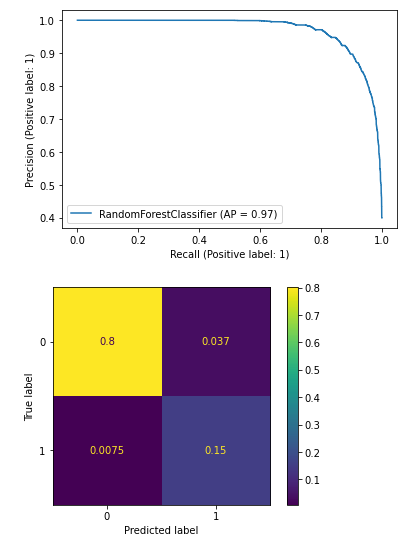 1.0
0.9
0.8
0.7
0.6
0.5
0.4
Precision (Positive label: 1)
RandomForestClassifier (AP = 0.97)
0.0 0.2 0.4 0.6 0.8 1.0
Recall (Positive label: 1)
0.8
0 0.8 0.037
0.7
0.6
0.5
True label
0.4
0.3
1 0.0075 0.15
0.2
0.1
0 1
Predicted label